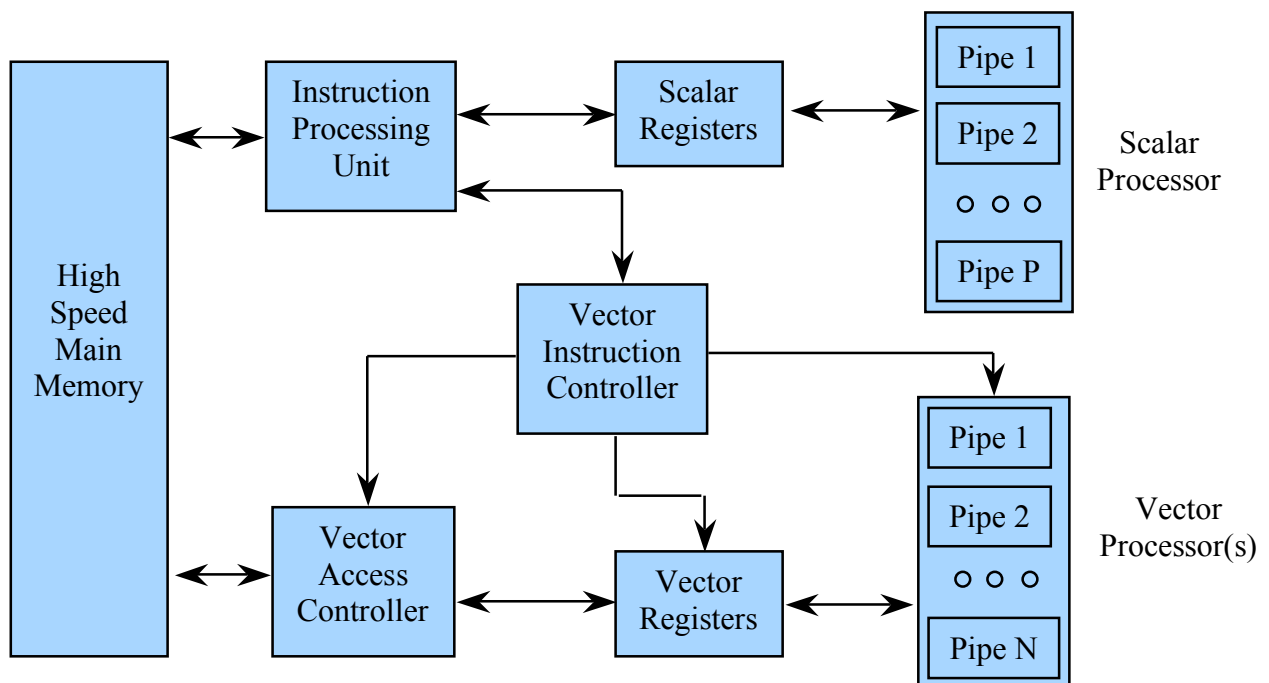 High
Speed
Main
Memory
Instruction
Processing
Unit
Scalar
Registers
Pipe 1
Pipe 2
Pipe P
Scalar
Processor
Vector
Instruction
Controller
Vector
Access
Controller
Vector
Registers
Pipe 1
Pipe 2
Pipe N
Vector
Processor(s)